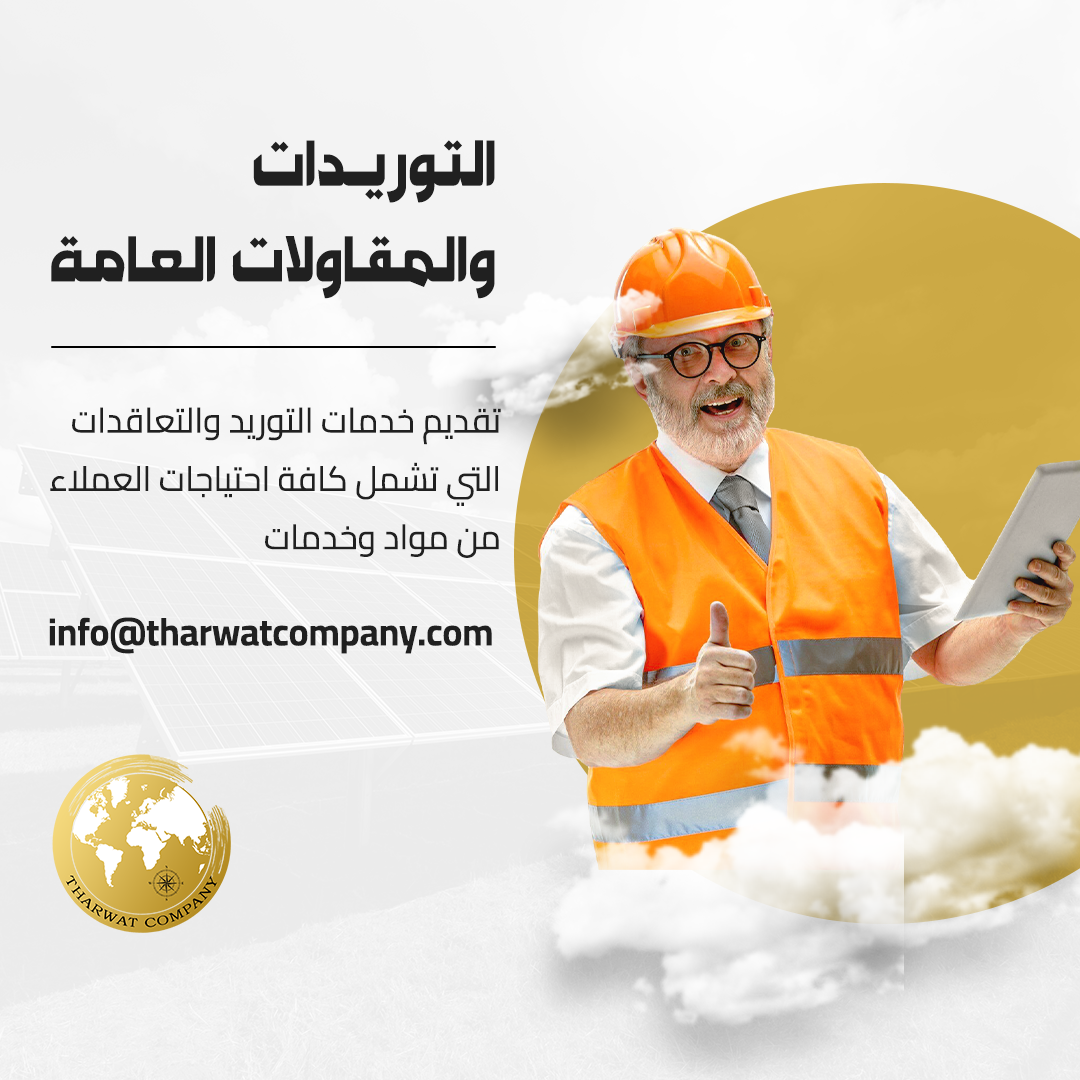 التوريدات
والمقاولات العامة
تقديم خدمات التوريد والتعاقدات
التي تشمل كافة احتياجات العملاء
من مواد وخدمات
info@tharwatcompany.com
THARWAT COMPANY